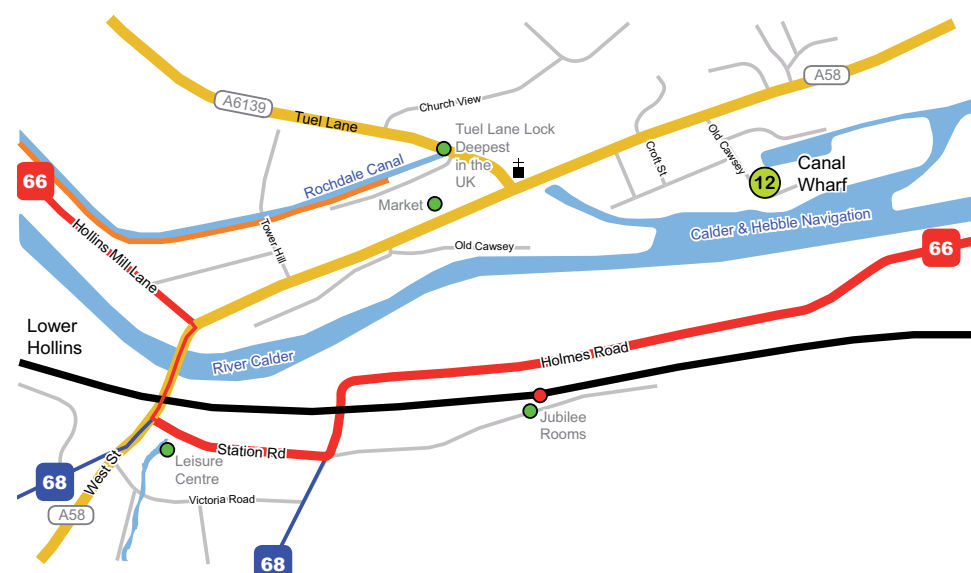 A6139
Tuel Lane
Church View
A58
Tuel Lane Lock
Deepest
in the
UK
Old Cawsey
Croft St
Canal
Wharf
12
Rochdale Canal
66
Market
Calder & Hebble Navigation
Hollins Mill Lane
Tower Hill
Old Cawsey
66
Lower
Hollins
River Calder
Holmes Road
Jubilee
Rooms
Station Rd
West St
Leisure
Centre
68
Victoria Road
A58
68